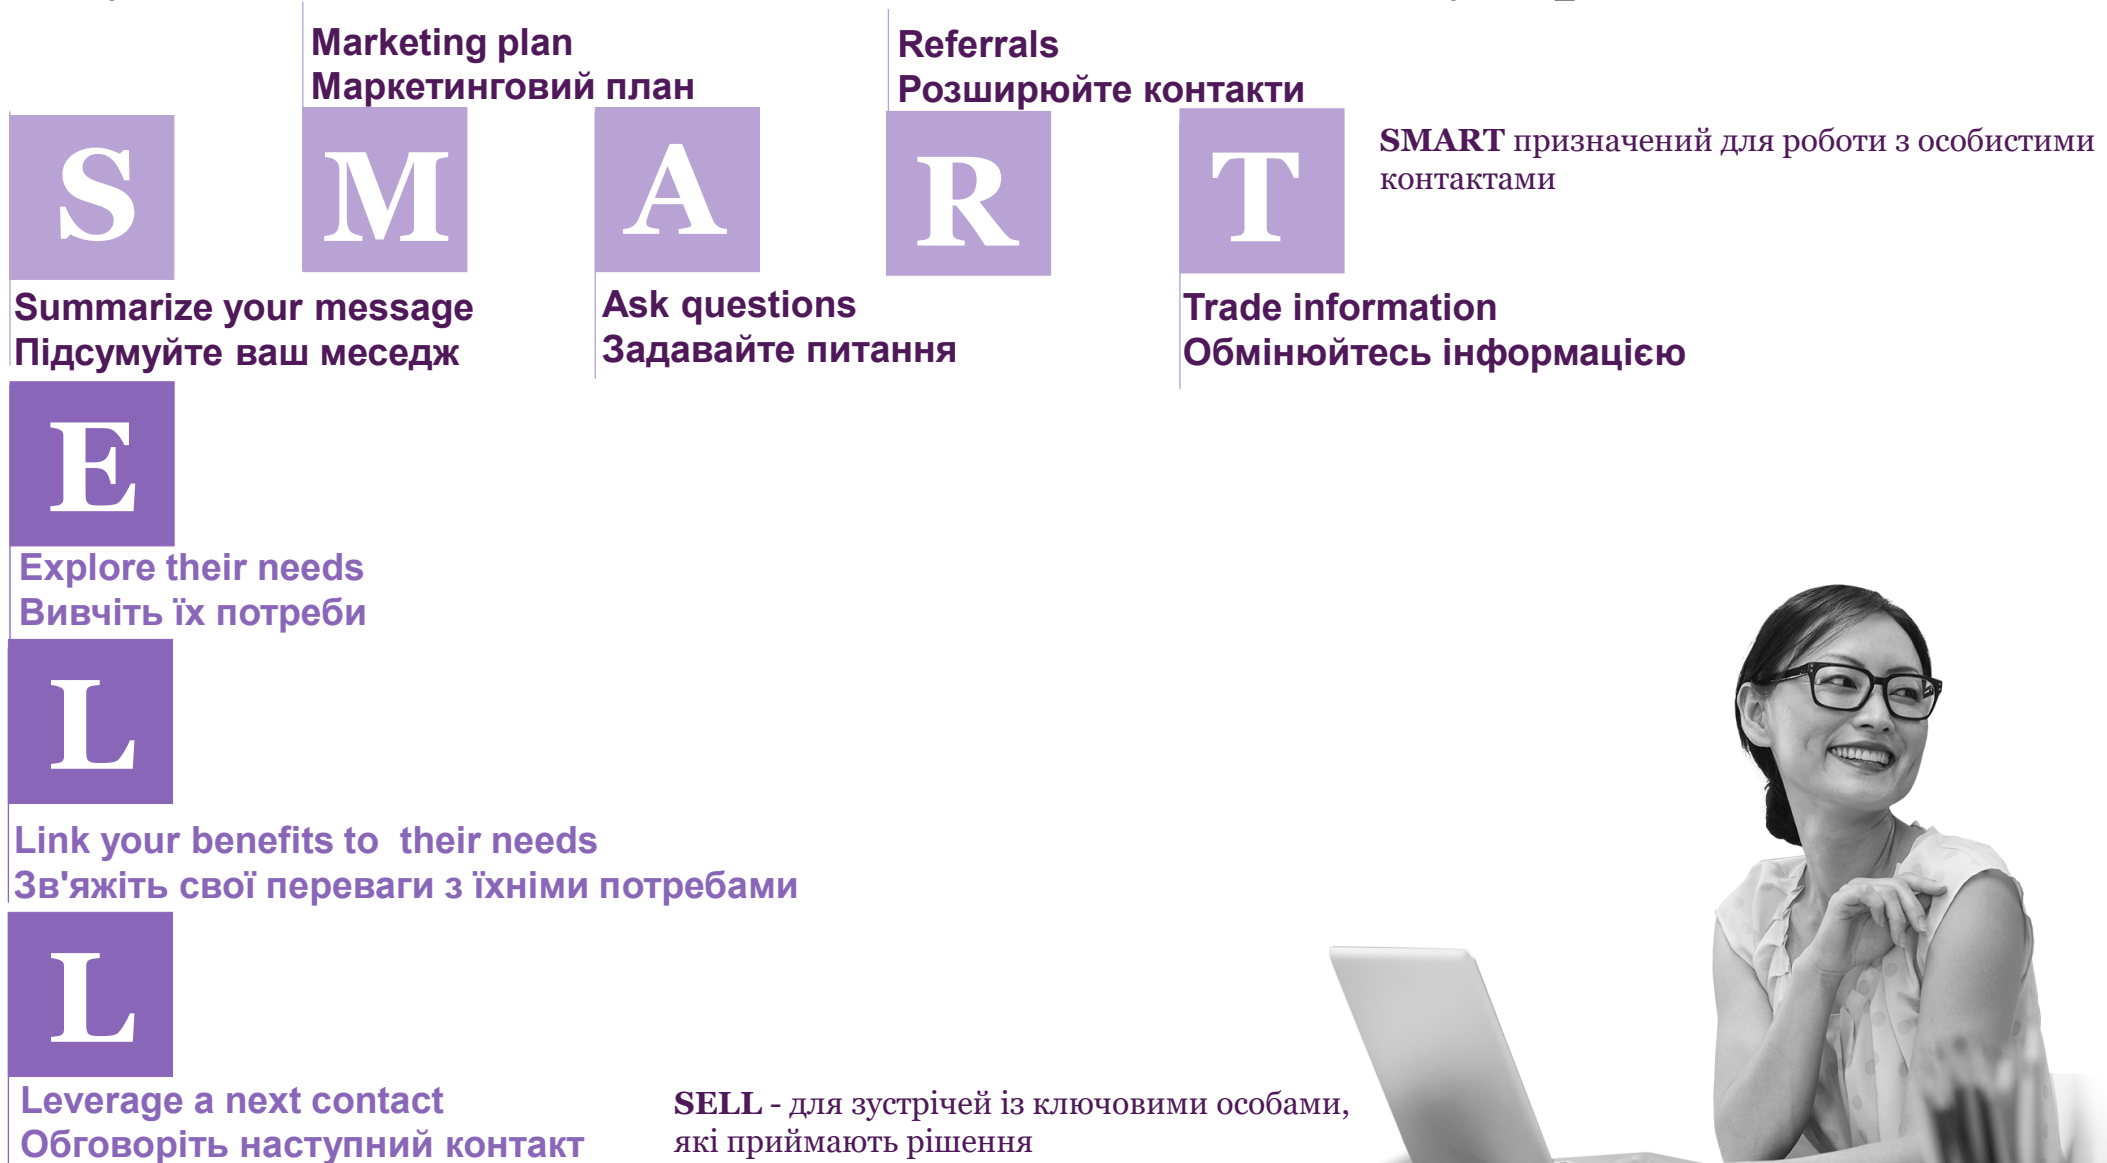 Marketing plan
Маркетинговий план
Referrals
Розширюйте контакти
S M A R T
SMART призначений для роботи з особистими
контактами
Summarize your message
Підсумуйте ваш меседж
Ask questions
Задавайте питання
Trade information
Обмінюйтесь інформацією
E
Explore their needs
Вивчіть їх потреби
L
Link your benefits to  their needs
Зв'яжіть свої переваги з їхніми потребами
L
Leverage a next contact
Обговоріть наступний контакт
SELL - для зустрічей із ключовими особами,
які приймають рішення